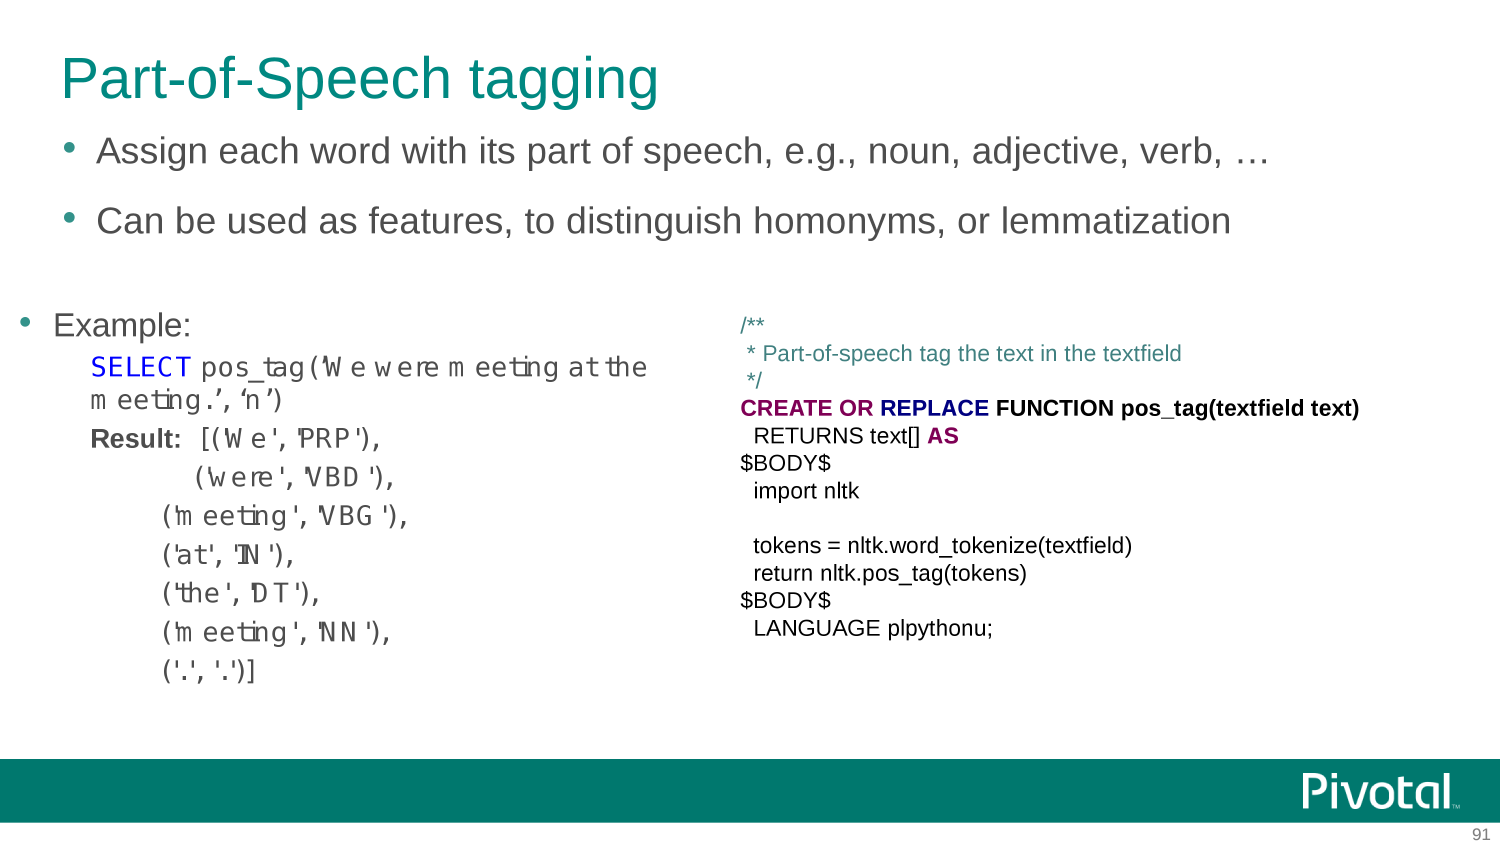 Part-of-Speech tagging
• Assign each word with its part of speech, e.g., noun, adjective, verb, …
• Can be used as features, to distinguish homonyms, or lemmatization
• Example:
SELECT pos_tag(‘We were meeting at the
meeting.’, ‘n’)
Result: [('We', 'PRP'),
('were', 'VBD'),
('meeting', 'VBG'),
('at', 'IN'),
('the', 'DT'),
('meeting', 'NN'),
('.', '.')]
/**
* Part-of-speech tag the text in the textfield
*/
CREATE OR REPLACE FUNCTION pos_tag(textfield text)
RETURNS text[] AS
$BODY$
import nltk
tokens = nltk.word_tokenize(textfield)
return nltk.pos_tag(tokens)
$BODY$
LANGUAGE plpythonu;
Pivotal™
91